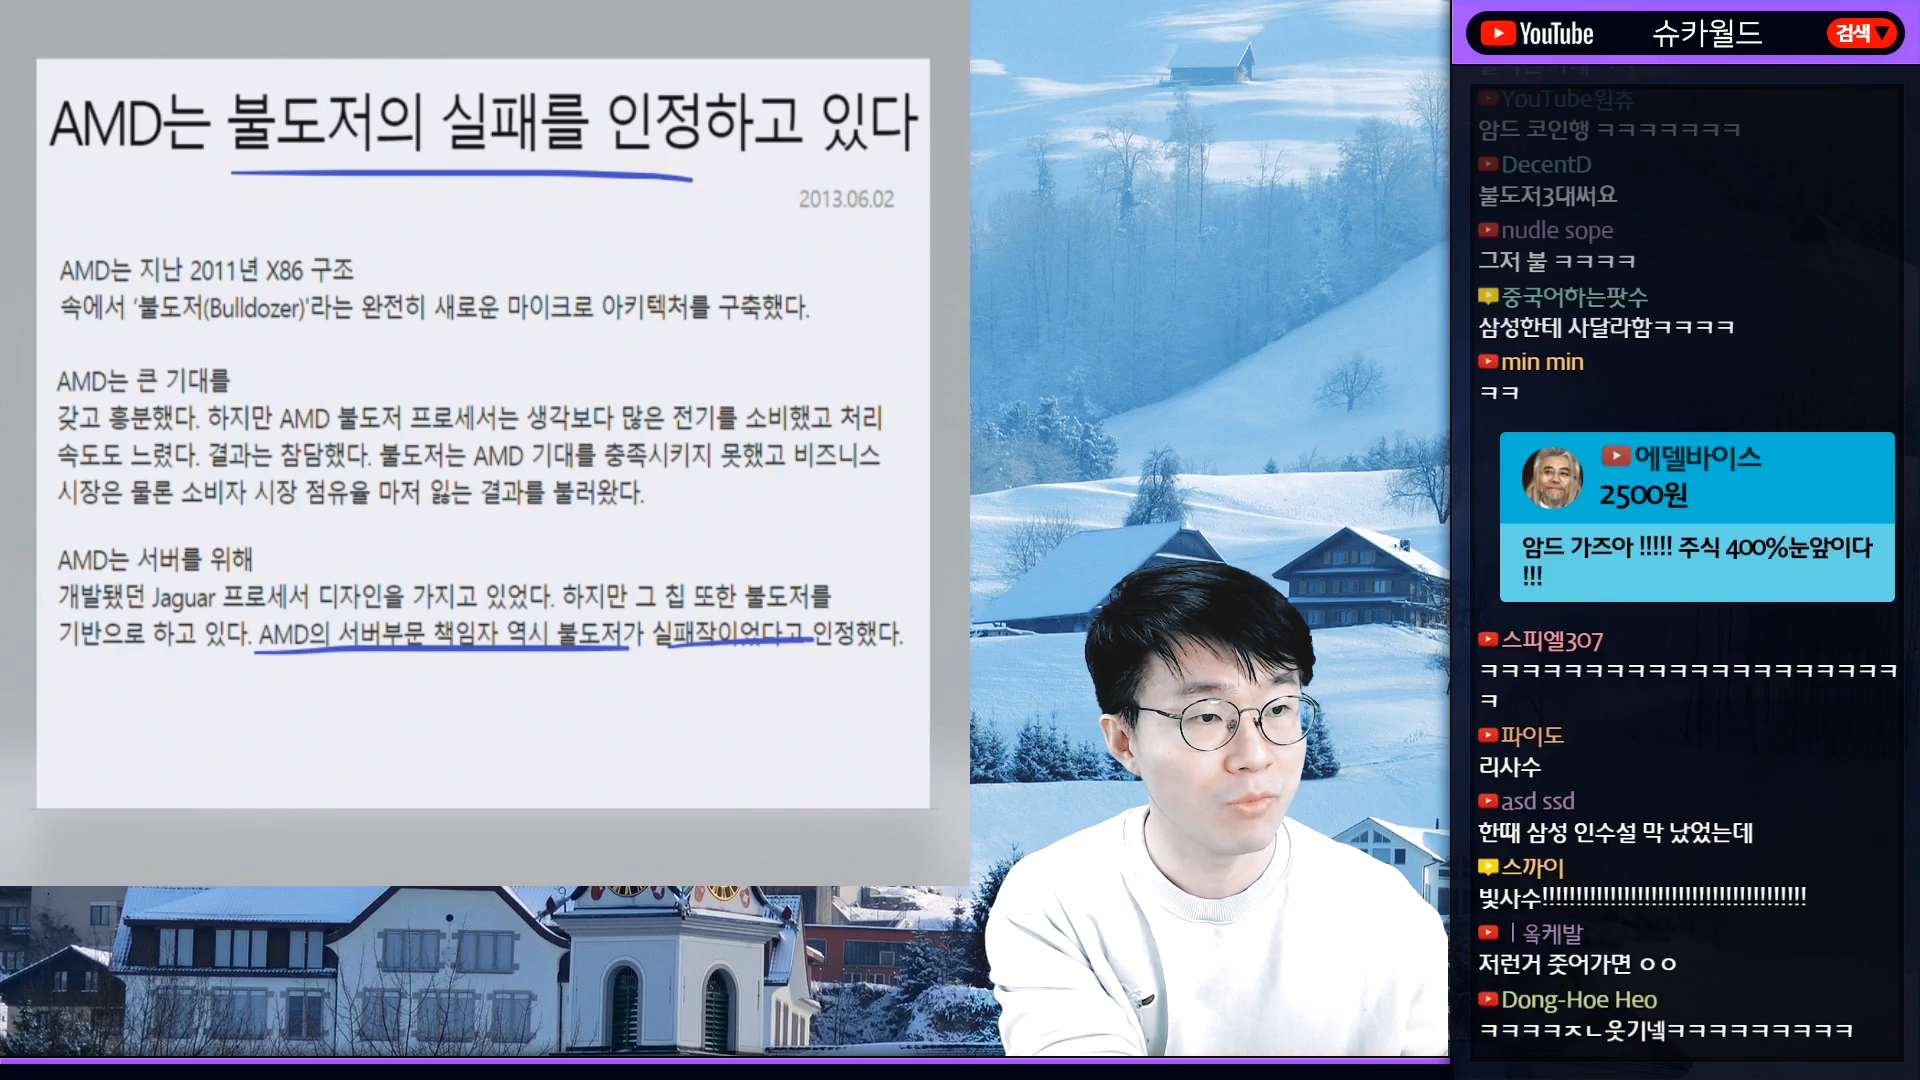 AMD는 불도저의 실패를 인정하고 있다
2013.06.02
AMD는 지난 2011년 X86 구조
속에서 '불도저(Bulldozer)'라는 완전히 새로운 마이크로 아키텍처를 구축했다.
AMD는 큰 기대를
갖고 흥분했다. 하지만 AMD 불도저 프로세서는 생각보다 많은 전기를 소비했고 처리
속도도 느렸다. 결과는 참담했다. 불도저는 AMD 기대를 충족시키지 못했고 비즈니스
시장은 물론 소비자 시장 점유율 마저 잃는 결과를 불러왔다.
AMD는 서버를 위해
개발됐던 Jaguar 프로세서 디자인을 가지고 있었다. 하지만 그 칩 또한 불도저를
기반으로 하고 있다. AMD의 서버부문 책임자 역시 불도저가 실패작이었다고 인정했다.
YouTube 슈카월드 검색▼
YouTube원츄
암드 코인행 ㅋㅋㅋㅋㅋㅋㅋ
DecentD
불도저3대써요
nudle sope
그저 불 ㅋㅋㅋㅋ
중국어하는팟수
삼성한테 사달라함ㅋㅋㅋㅋ
min min
ㅋㅋ
에델바이스
2500원
암드 가즈아 !!!!! 주식 400%눈앞이다
!!!
스피엘307
ㅋㅋㅋㅋㅋㅋㅋㅋㅋㅋㅋㅋㅋㅋㅋㅋㅋㅋㅋㅋ
ㅋ
파이도
리사수
asd ssd
한때 삼성 인수설 막 났었는데
스까이
빛사수!!!!!!!!!!!!!!!!!!!!!!!!!!!!!!!!!!!!!!!
ㅣ옼케발
저런거 줏어가면 ㅇㅇ
Dong-Hoe Heo
ㅋㅋㅋㅋㅈㄴ웃기넼ㅋㅋㅋㅋㅋㅋㅋㅋ